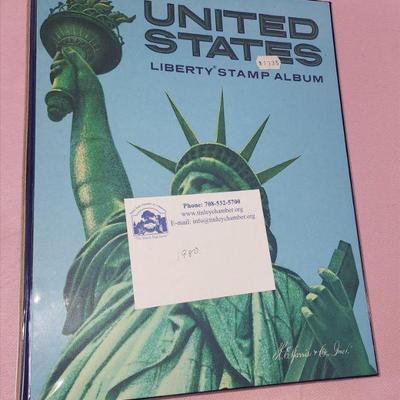 UNITED
STATES
LIBERTY® STAMP ALBUM
Phone: 708-532-5700
www.tinleychamber.org
E-mail: info@tinleychamber.org
1980
H.E. Harris & Co., Inc.